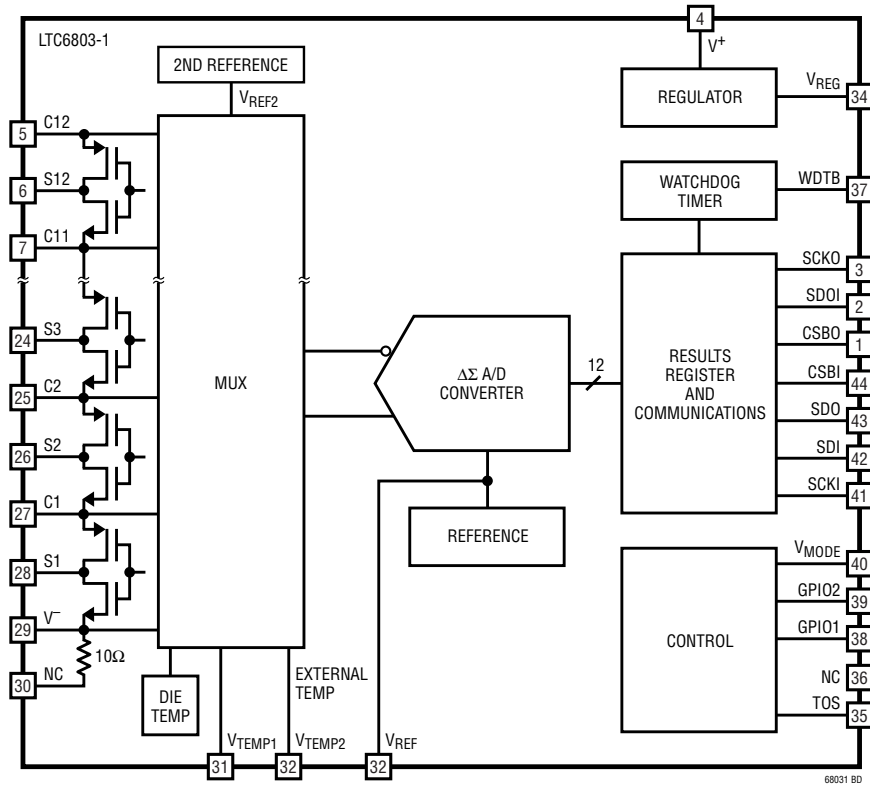 LTC6803-1
4
V+
2ND REFERENCE
VREF2
REGULATOR
VREG
34
5
C12
6
S12
7
C11
WATCHDOG
TIMER
WDTB
37
24
S3
25
C2
26
S2
27
C1
28
S1
29
V−
10Ω
30
NC
MUX
ΔΣ A/D
CONVERTER
12
REFERENCE
RESULTS
REGISTER
AND
COMMUNICATIONS
SCKO
3
SDOI
2
CSBO
1
CSBI
44
SDO
43
SDI
42
SCKI
41
CONTROL
VMODE
40
GPIO2
39
GPIO1
38
NC
36
TOS
35
DIE
TEMP
EXTERNAL
TEMP
VTEMP1
31
VTEMP2
32
VREF
32
68031 BD